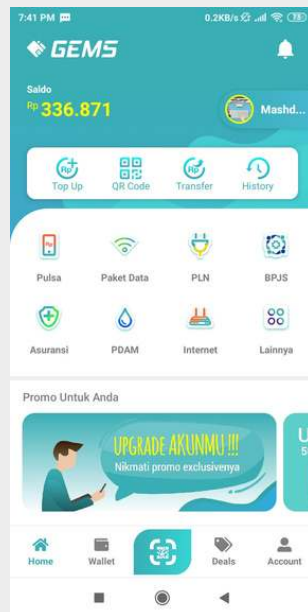 7:41 PM 0.2KB/s
GEMS
Saldo
Rp 336.871
Mashd...
Top Up QR Code Transfer History
Pulsa Paket Data PLN BPJS
Asuransi PDAM Internet Lainnya
Promo Untuk Anda
UPGRADE AKUNMU !!!
Nikmati promo exclusivenya
Home Wallet Deals Account